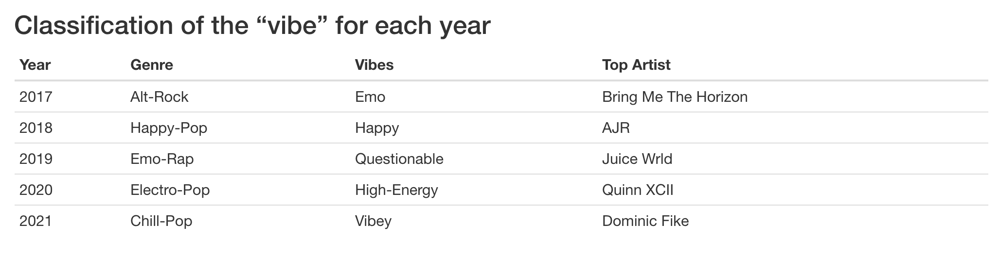 Classification of the “vibe” for each year
Year Genre Vibes Top Artist
2017 Alt-Rock Emo Bring Me The Horizon
2018 Happy-Pop Happy AJR
2019 Emo-Rap Questionable Juice Wrld
2020 Electro-Pop High-Energy Quinn XCII
2021 Chill-Pop Vibey Dominic Fike